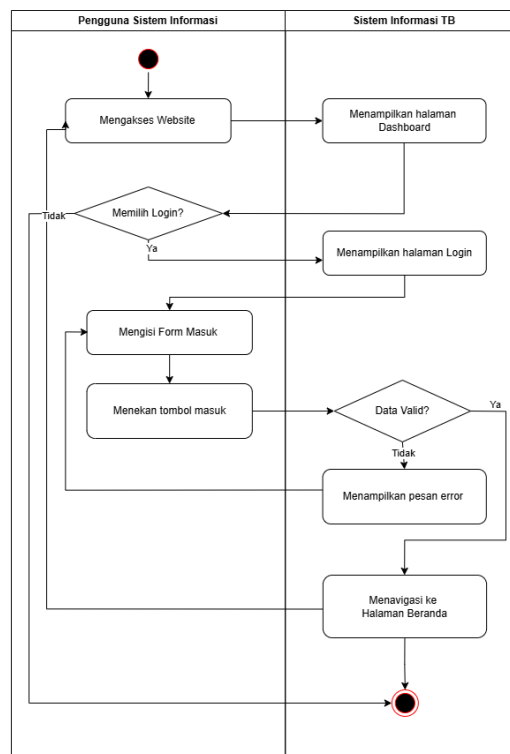 Pengguna Sistem Informasi
Sistem Informasi TB
Mengakses Website
Menampilkan halaman
Dashboard
Memilih Login?
Tidak
Ya
Menampilkan halaman Login
Mengisi Form Masuk
Menekan tombol masuk
Data Valid?
Ya
Tidak
Menampilkan pesan error
Menavigasi ke
Halaman Beranda